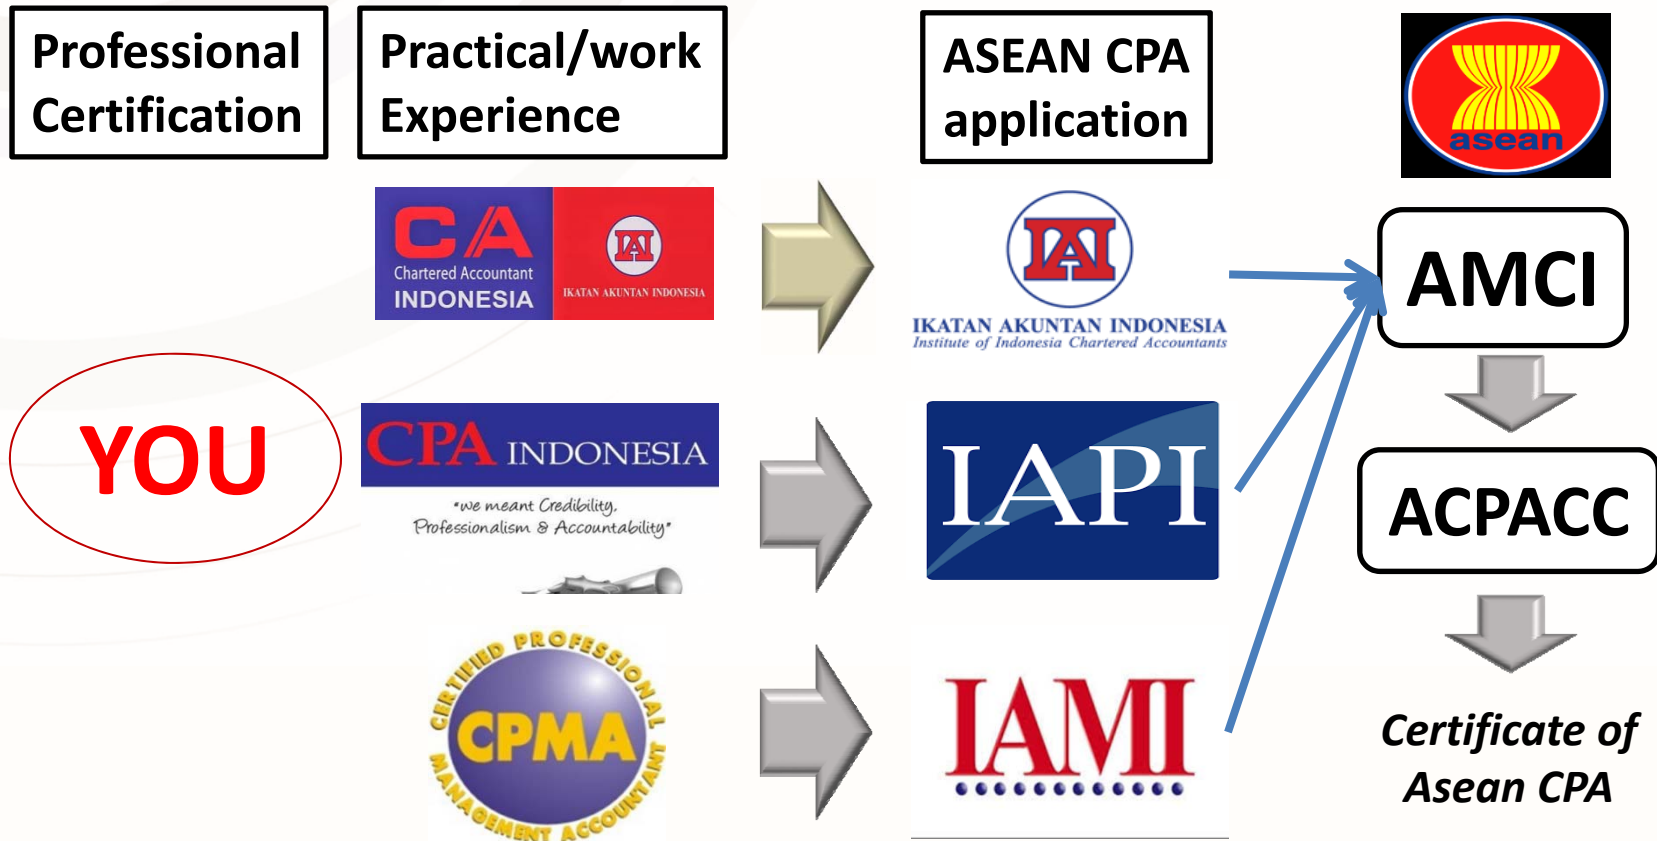 Professional
Certification
Practical/work
Experience
ASEAN CPA
application
asean
CA
Chartered Accountant
INDONESIA
IAI
IKATAN AKUNTAN INDONESIA
IAI
IKATAN AKUNTAN INDONESIA
Institute of Indonesia Chartered Accountants
AMCI
YOU
CPA INDONESIA
"we meant Credibility,
Professionalism & Accountability"
IAPI
ACPACC
CERTIFIED PROFESSIONAL
CPMA
MANAGEMENT ACCOUNTANT
IAMI
Certificate of
Asean CPA